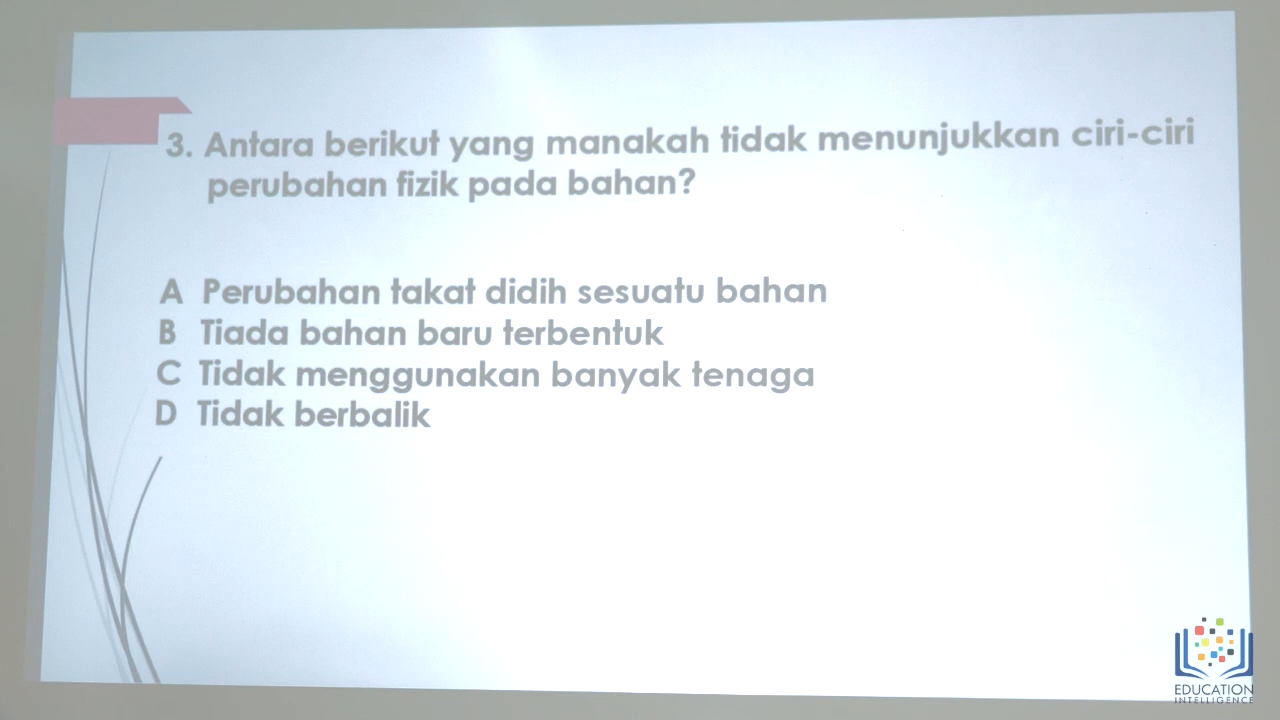 3. Antara berikut yang manakah tidak menunjukkan ciri-ciri
perubahan fizik pada bahan?
A Perubahan takat didih sesuatu bahan
B Tiada bahan baru terbentuk
C Tidak menggunakan banyak tenaga
D Tidak berbalik
EDUCATION
INTELLIGENCE